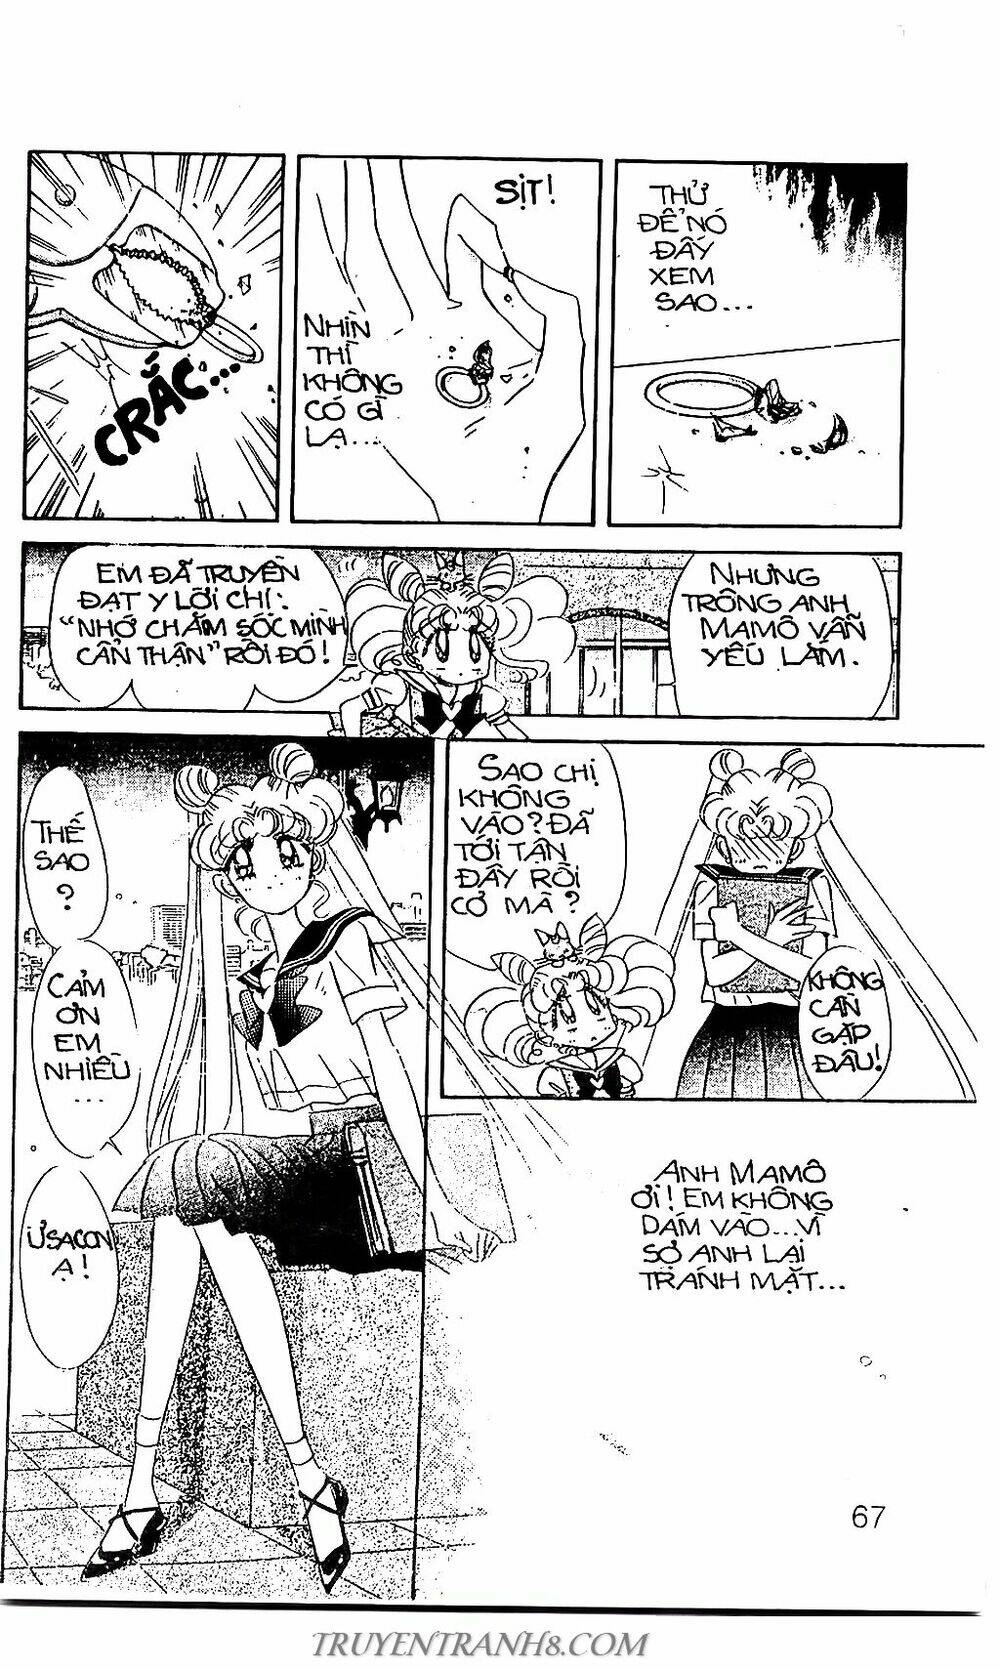 CRẮC...
SỊT!
NHÌN
THÌ
KHÔNG
CÓ GÌ
LẠ...
THỬ
ĐỂ NÓ
ĐẤY
XEM
SAO...
EM ĐÃ TRUYỀN
ĐẠT Y LỜI CHỊ:
"NHỚ CHĂM SÓC MÌNH
CẨN THẬN" RỒI ĐÓ!
NHƯNG
TRÔNG ANH
MAMÔ VẪN
YẾU LẮM.
THẾ
SAO
?
CẢM
ƠN
EM
NHIỀU
...
ƯSACON
Ạ!
SAO CHỊ
KHÔNG
VÀO? ĐÃ
TỚI TẬN
ĐÂY RỒI
CƠ MÀ?
KHÔNG
CẦN
GẶP
ĐÂU!
ANH MAMÔ
ƠI! EM KHÔNG
DÁM VÀO...VÌ
SỢ ANH LẠI
TRÁNH MẶT...
67
TRUYENTRANH8.COM